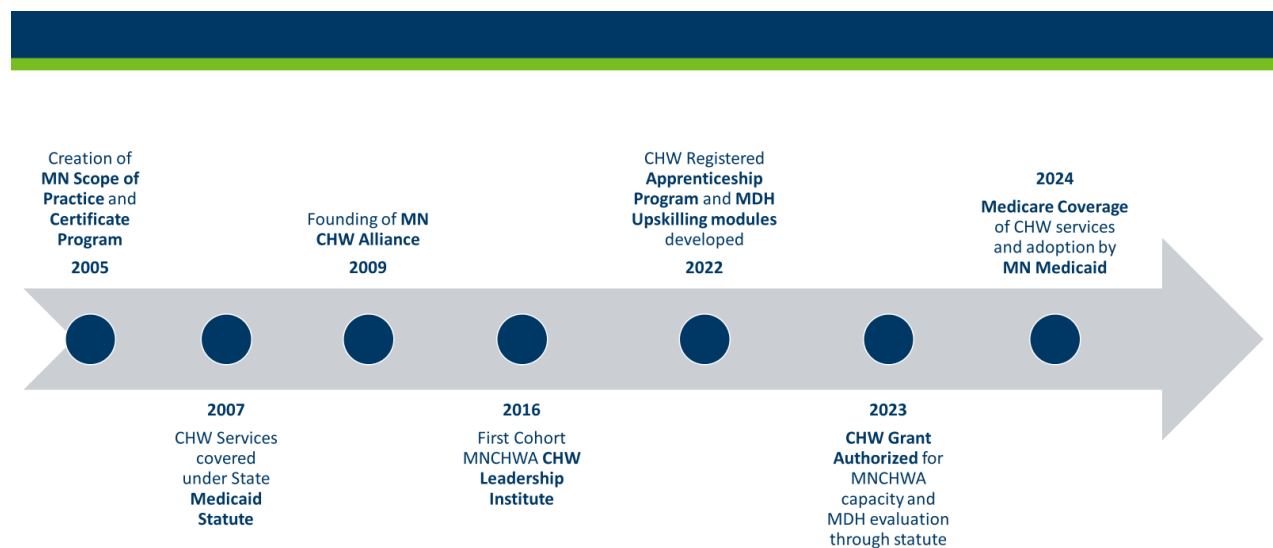 Creation of
MN Scope of
Practice and
Certificate
Program
2005
2007
CHW Services
covered
under State
Medicaid
Statute
Founding of MN
CHW Alliance
2009
2016
First Cohort
MNCHWA CHW
Leadership
Institute
CHW Registered
Apprenticeship
Program and MDH
Upskilling modules
developed
2022
2023
CHW Grant
Authorized for
MNCHWA
capacity and
MDH evaluation
through statute
2024
Medicare Coverage
of CHW services
and adoption by
MN Medicaid